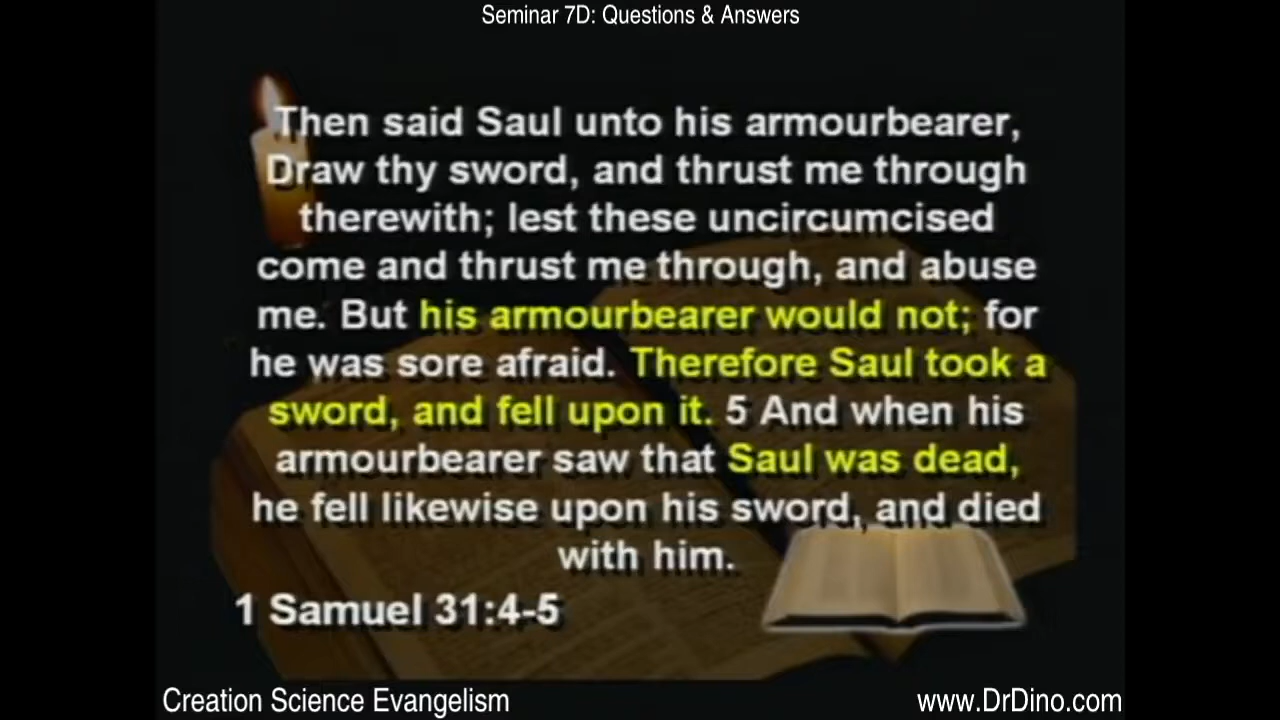 Seminar 7D: Questions & Answers
Then said Saul unto his armourbearer,
Draw thy sword, and thrust me through
therewith; lest these uncircumcised
come and thrust me through, and abuse
me. But his armourbearer would not; for
he was sore afraid. Therefore Saul took a
sword, and fell upon it. 5 And when his
armourbearer saw that Saul was dead,
he fell likewise upon his sword, and died
with him.
1 Samuel 31:4-5
Creation Science Evangelism
www.DrDino.com